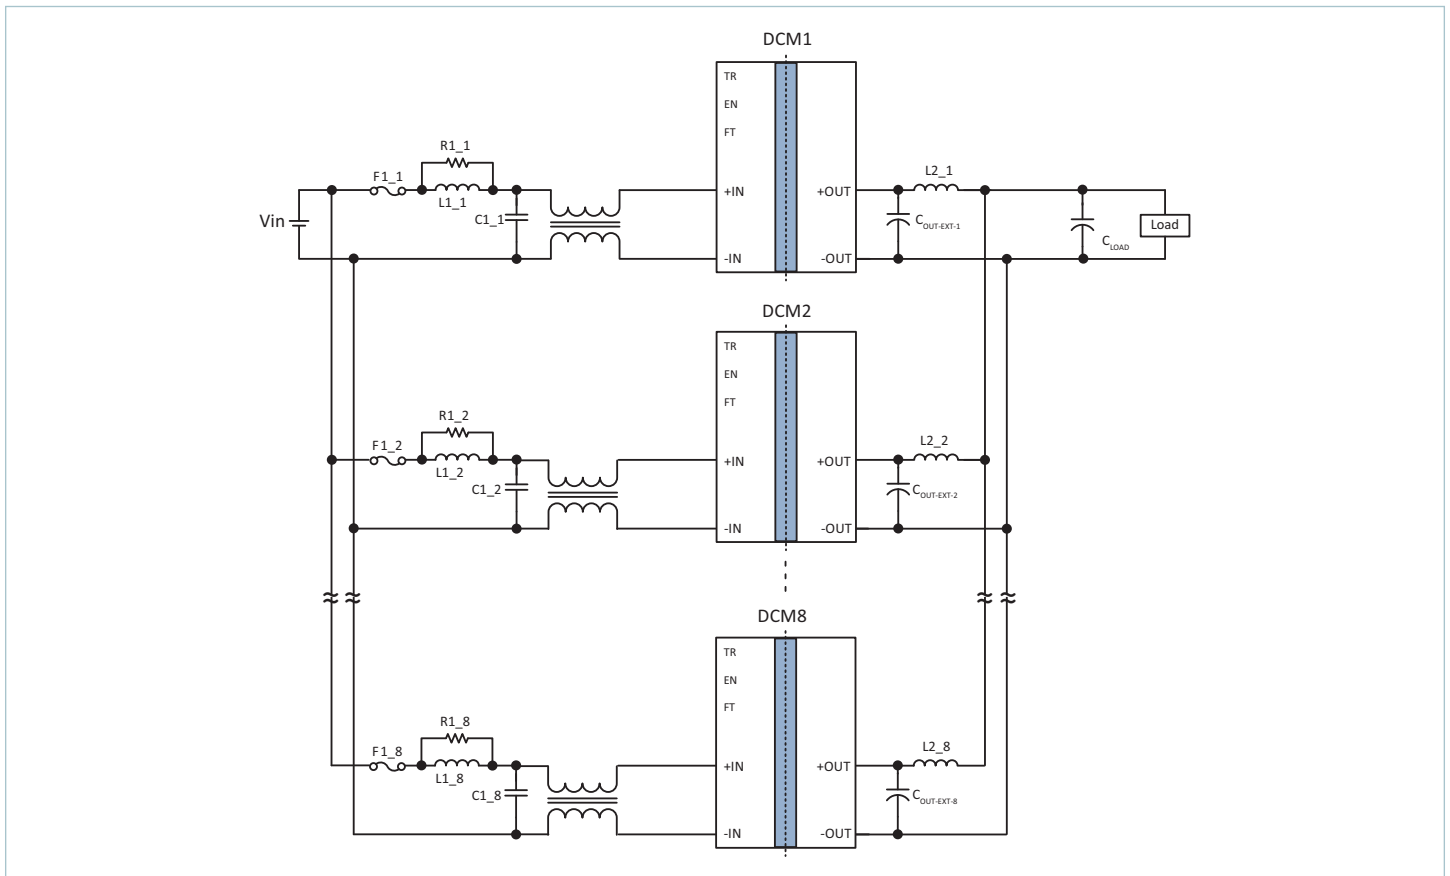 DCM1
TR
EN
FT
R1_1
F1_1
L1_1
C1_1
Vin
+IN
-IN
+OUT
-OUT
L2_1
COUT-EXT-1
CLOAD
Load
DCM2
TR
EN
FT
R1_2
F1_2
L1_2
C1_2
+IN
-IN
+OUT
-OUT
L2_2
COUT-EXT-2
DCM8
TR
EN
FT
R1_8
F1_8
L1_8
C1_8
+IN
-IN
+OUT
-OUT
L2_8
COUT-EXT-8